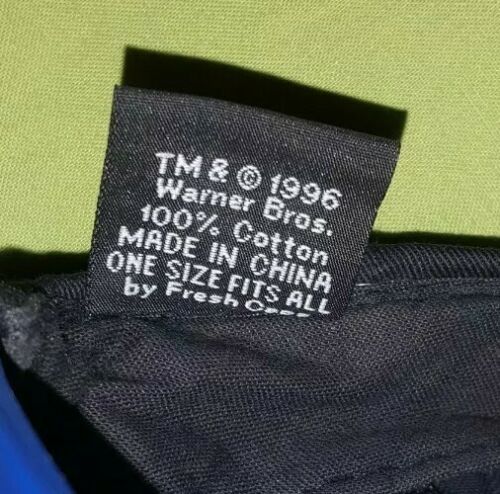 TM & © 1996
Warner Bros.
100% Cotton
MADE IN CHINA
ONE SIZE FITS ALL
by Fresh